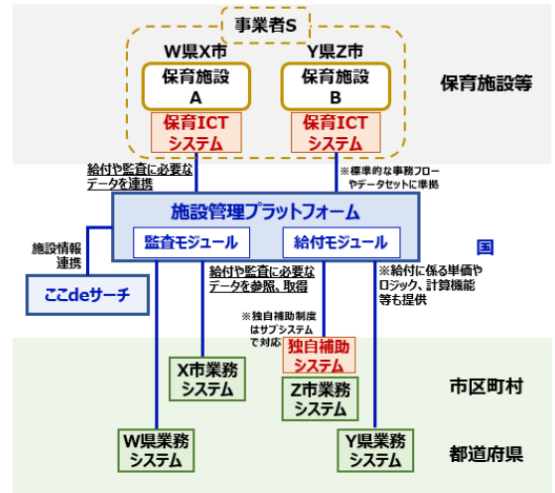 事業者S
W県X市
Y県Z市
保育施設
A
保育施設
B
保育施設等
保育ICT
システム
保育ICT
システム
給付や監査に必要な
データを連携
※標準的な事務フロー
やデータセットに準拠
施設管理プラットフォーム
監査モジュール
給付モジュール
国
施設情報
連携
ここdeサーチ
給付や監査に必要な
データを参照、取得
※給付に係る単価や
ロジック、計算機能
等も提供
※独自補助制度
はサブシステム
で対応
独自補助
システム
X市業務
システム
Z市業務
システム
市区町村
W県業務
システム
Y県業務
システム
都道府県